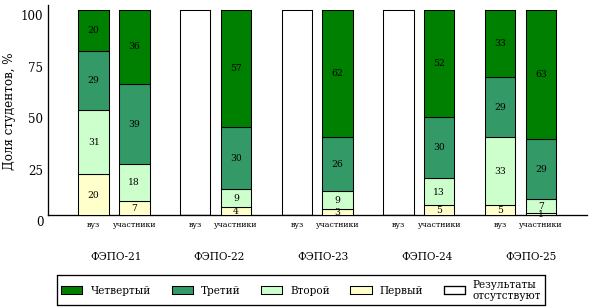 Доля студентов, %
100
75
50
25
0
20 29 31 20
36 39 18 7
57 30 9 4
62 26 9 3
52 30 13 5
33 29 33 5
63 29 7 1
вуз участники вуз участники вуз участники вуз участники вуз участники
ФЭПО-21 ФЭПО-22 ФЭПО-23 ФЭПО-24 ФЭПО-25
Четвертый Третий Второй Первый Результаты
отсутствуют